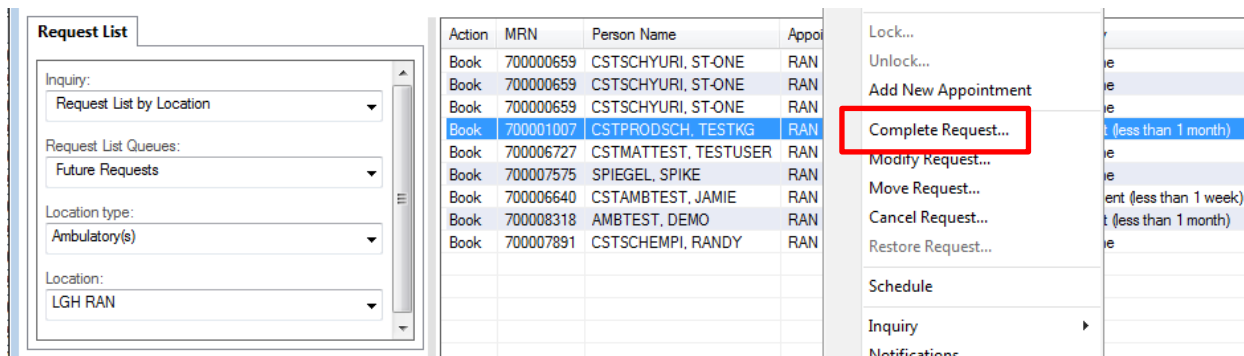 Request List
Inquiry:
Request List by Location
Request List Queues:
Future Requests
Location type:
Ambulatory(s)
Location:
LGH RAN
Action MRN Person Name Appoi
Book 700000659 CSTSCHYURI, ST-ONE RAN
Book 700000659 CSTSCHYURI, ST-ONE RAN
Book 700000659 CSTSCHYURI, ST-ONE RAN
Book 700001007 CSTPRODSCH, TESTKG RAN t (less than 1 month)
Book 700006727 CSTMATTEST, TESTUSER RAN
Book 700007575 SPIEGEL, SPIKE RAN
Book 700006640 CSTAMBTEST, JAMIE RAN ent (less than 1 week)
Book 700008318 AMBTEST, DEMO RAN t (less than 1 month)
Book 700007891 CSTSCHEMPI, RANDY RAN
Lock...
Unlock...
Add New Appointment
Complete Request...
Modify Request...
Move Request...
Cancel Request...
Restore Request...
Schedule
Inquiry
Notifications